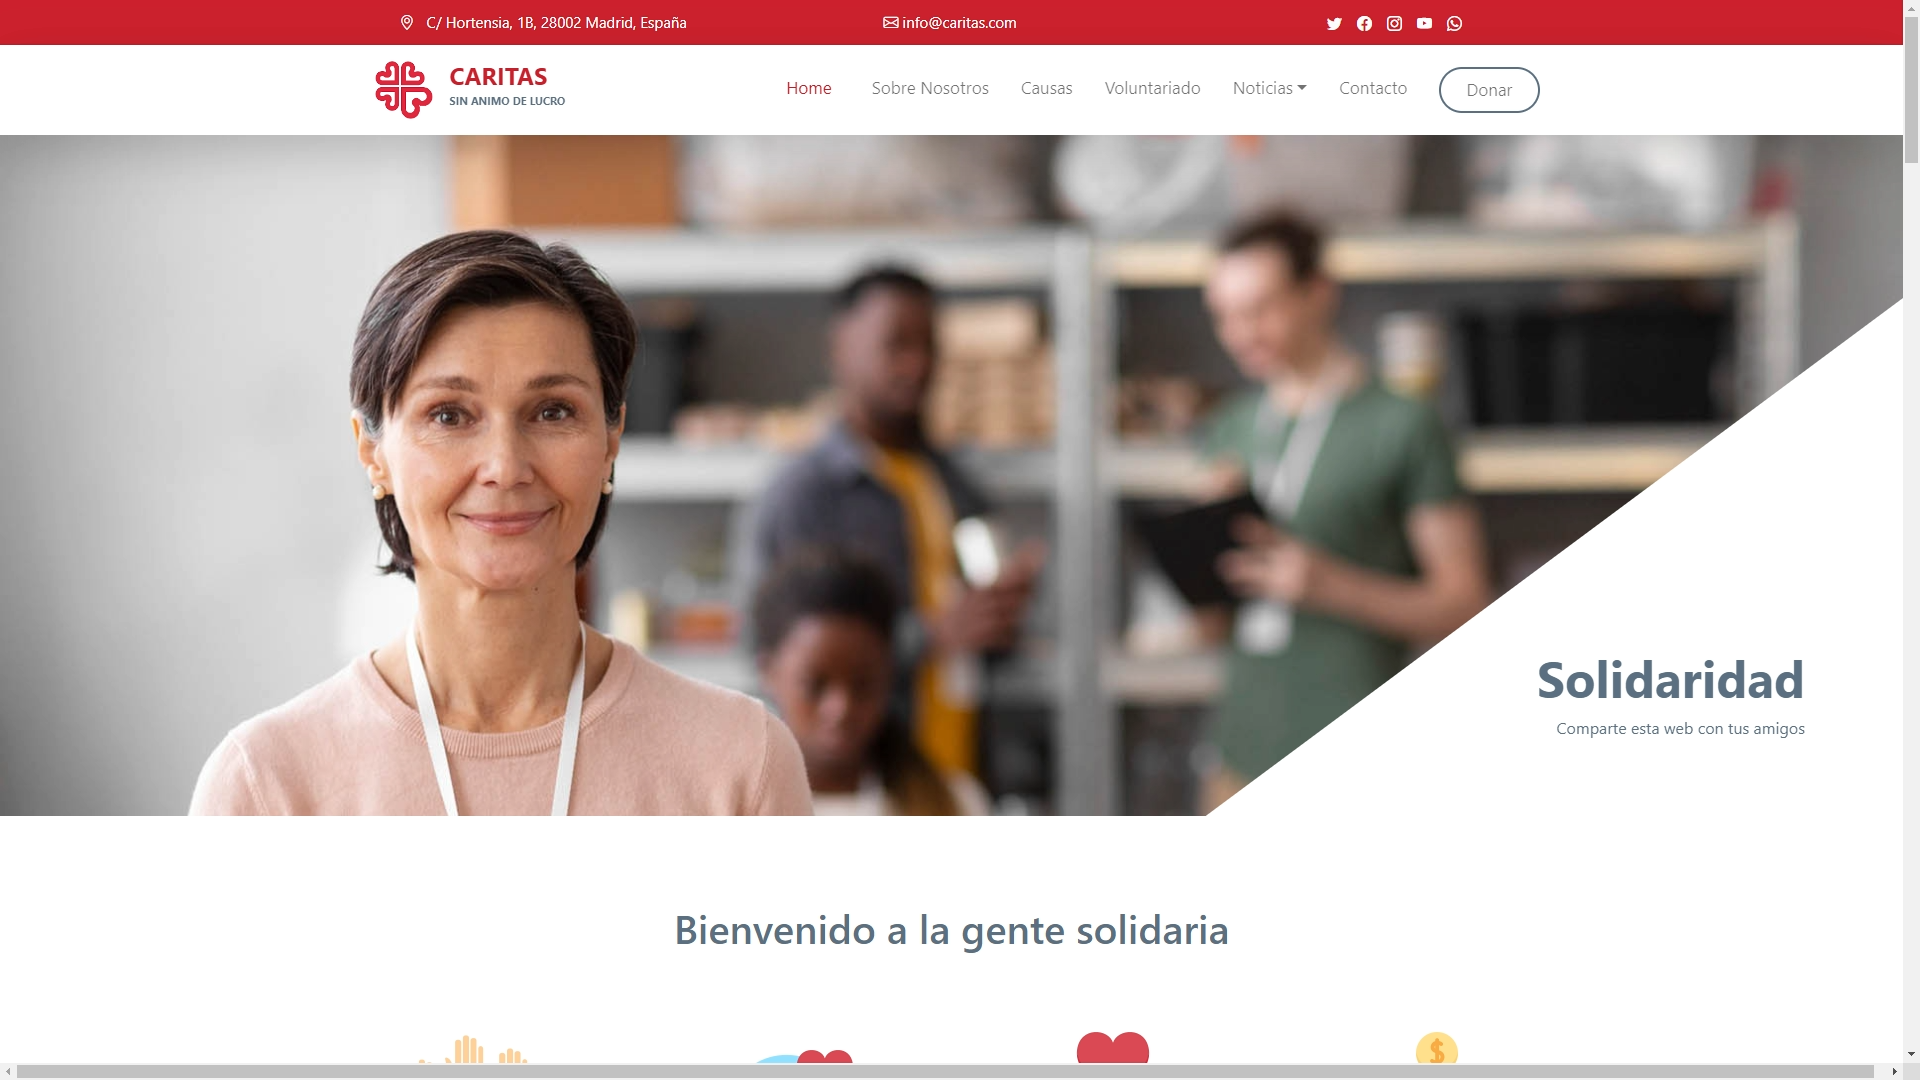 C/ Hortensia, 1B, 28002 Madrid, España
info@caritas.com
CARITAS
SIN ANIMO DE LUCRO
Home
Sobre Nosotros
Causas
Voluntariado
Noticias
Contacto
Donar
Solidaridad
Comparte esta web con tus amigos
Bienvenido a la gente solidaria
$